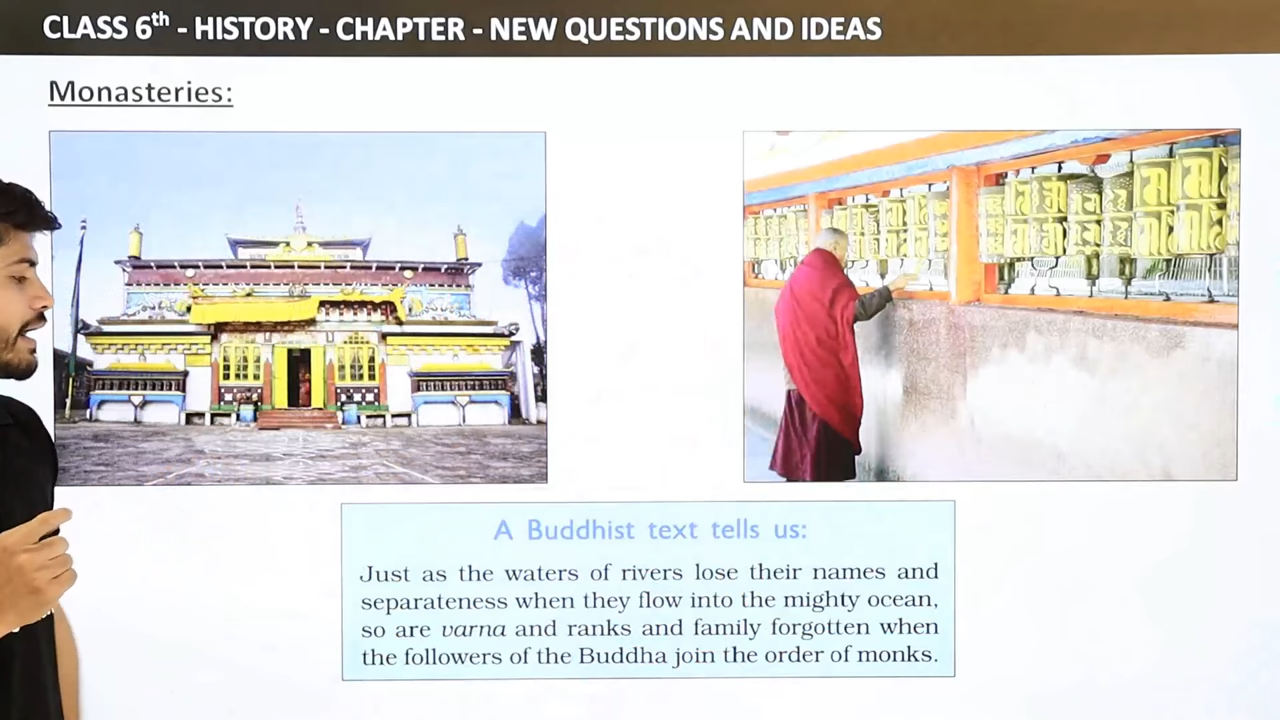 CLASS 6th - HISTORY - CHAPTER - NEW QUESTIONS AND IDEAS
Monasteries:
A Buddhist text tells us:
Just as the waters of rivers lose their names and
separateness when they flow into the mighty ocean,
so are varna and ranks and family forgotten when
the followers of the Buddha join the order of monks.